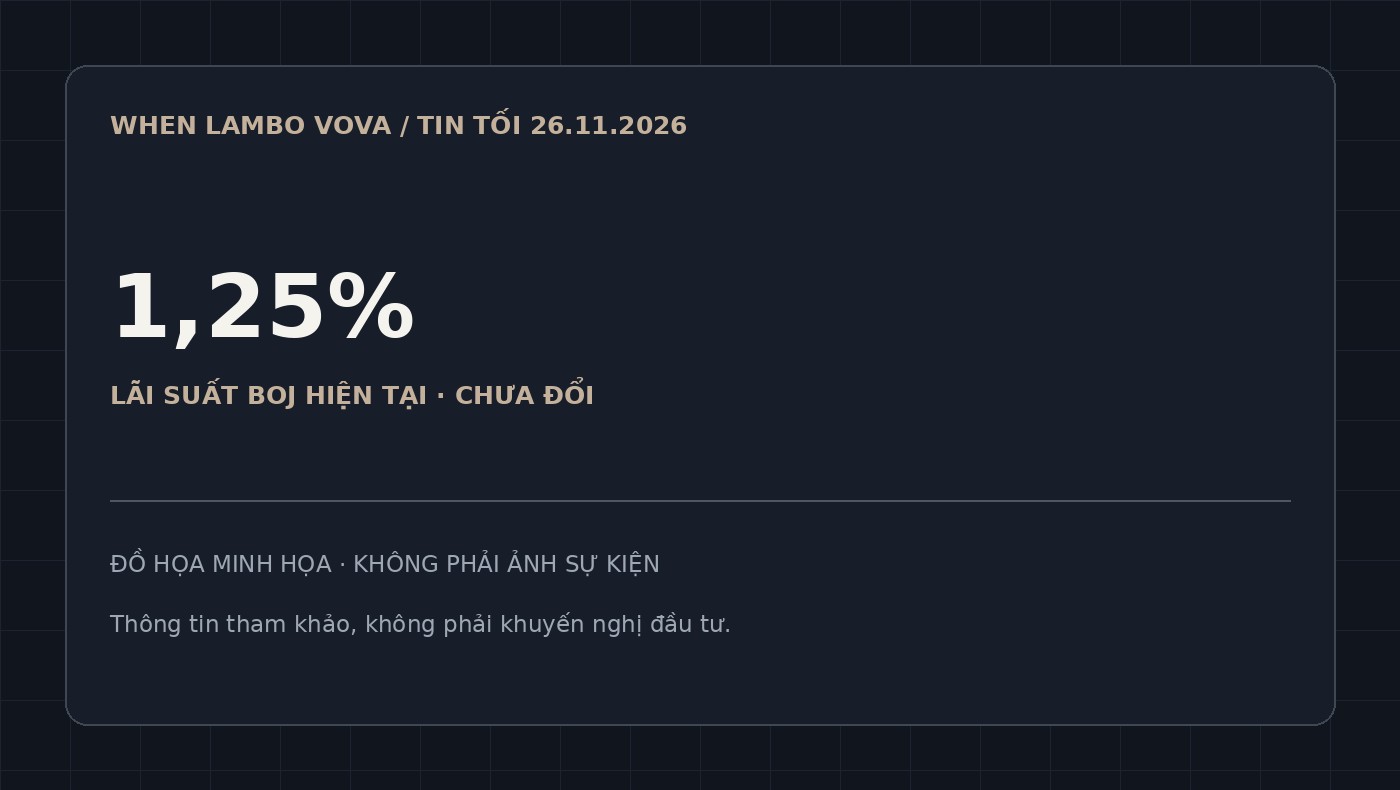 WHEN LAMBO VOVA / TIN TỐI 26.11.2026
1,25%
LÃI SUẤT BOJ HIỆN TẠI · CHƯA ĐỔI
ĐỒ HỌA MINH HỌA · KHÔNG PHẢI ẢNH SỰ KIỆN
Thông tin tham khảo, không phải khuyến nghị đầu tư.